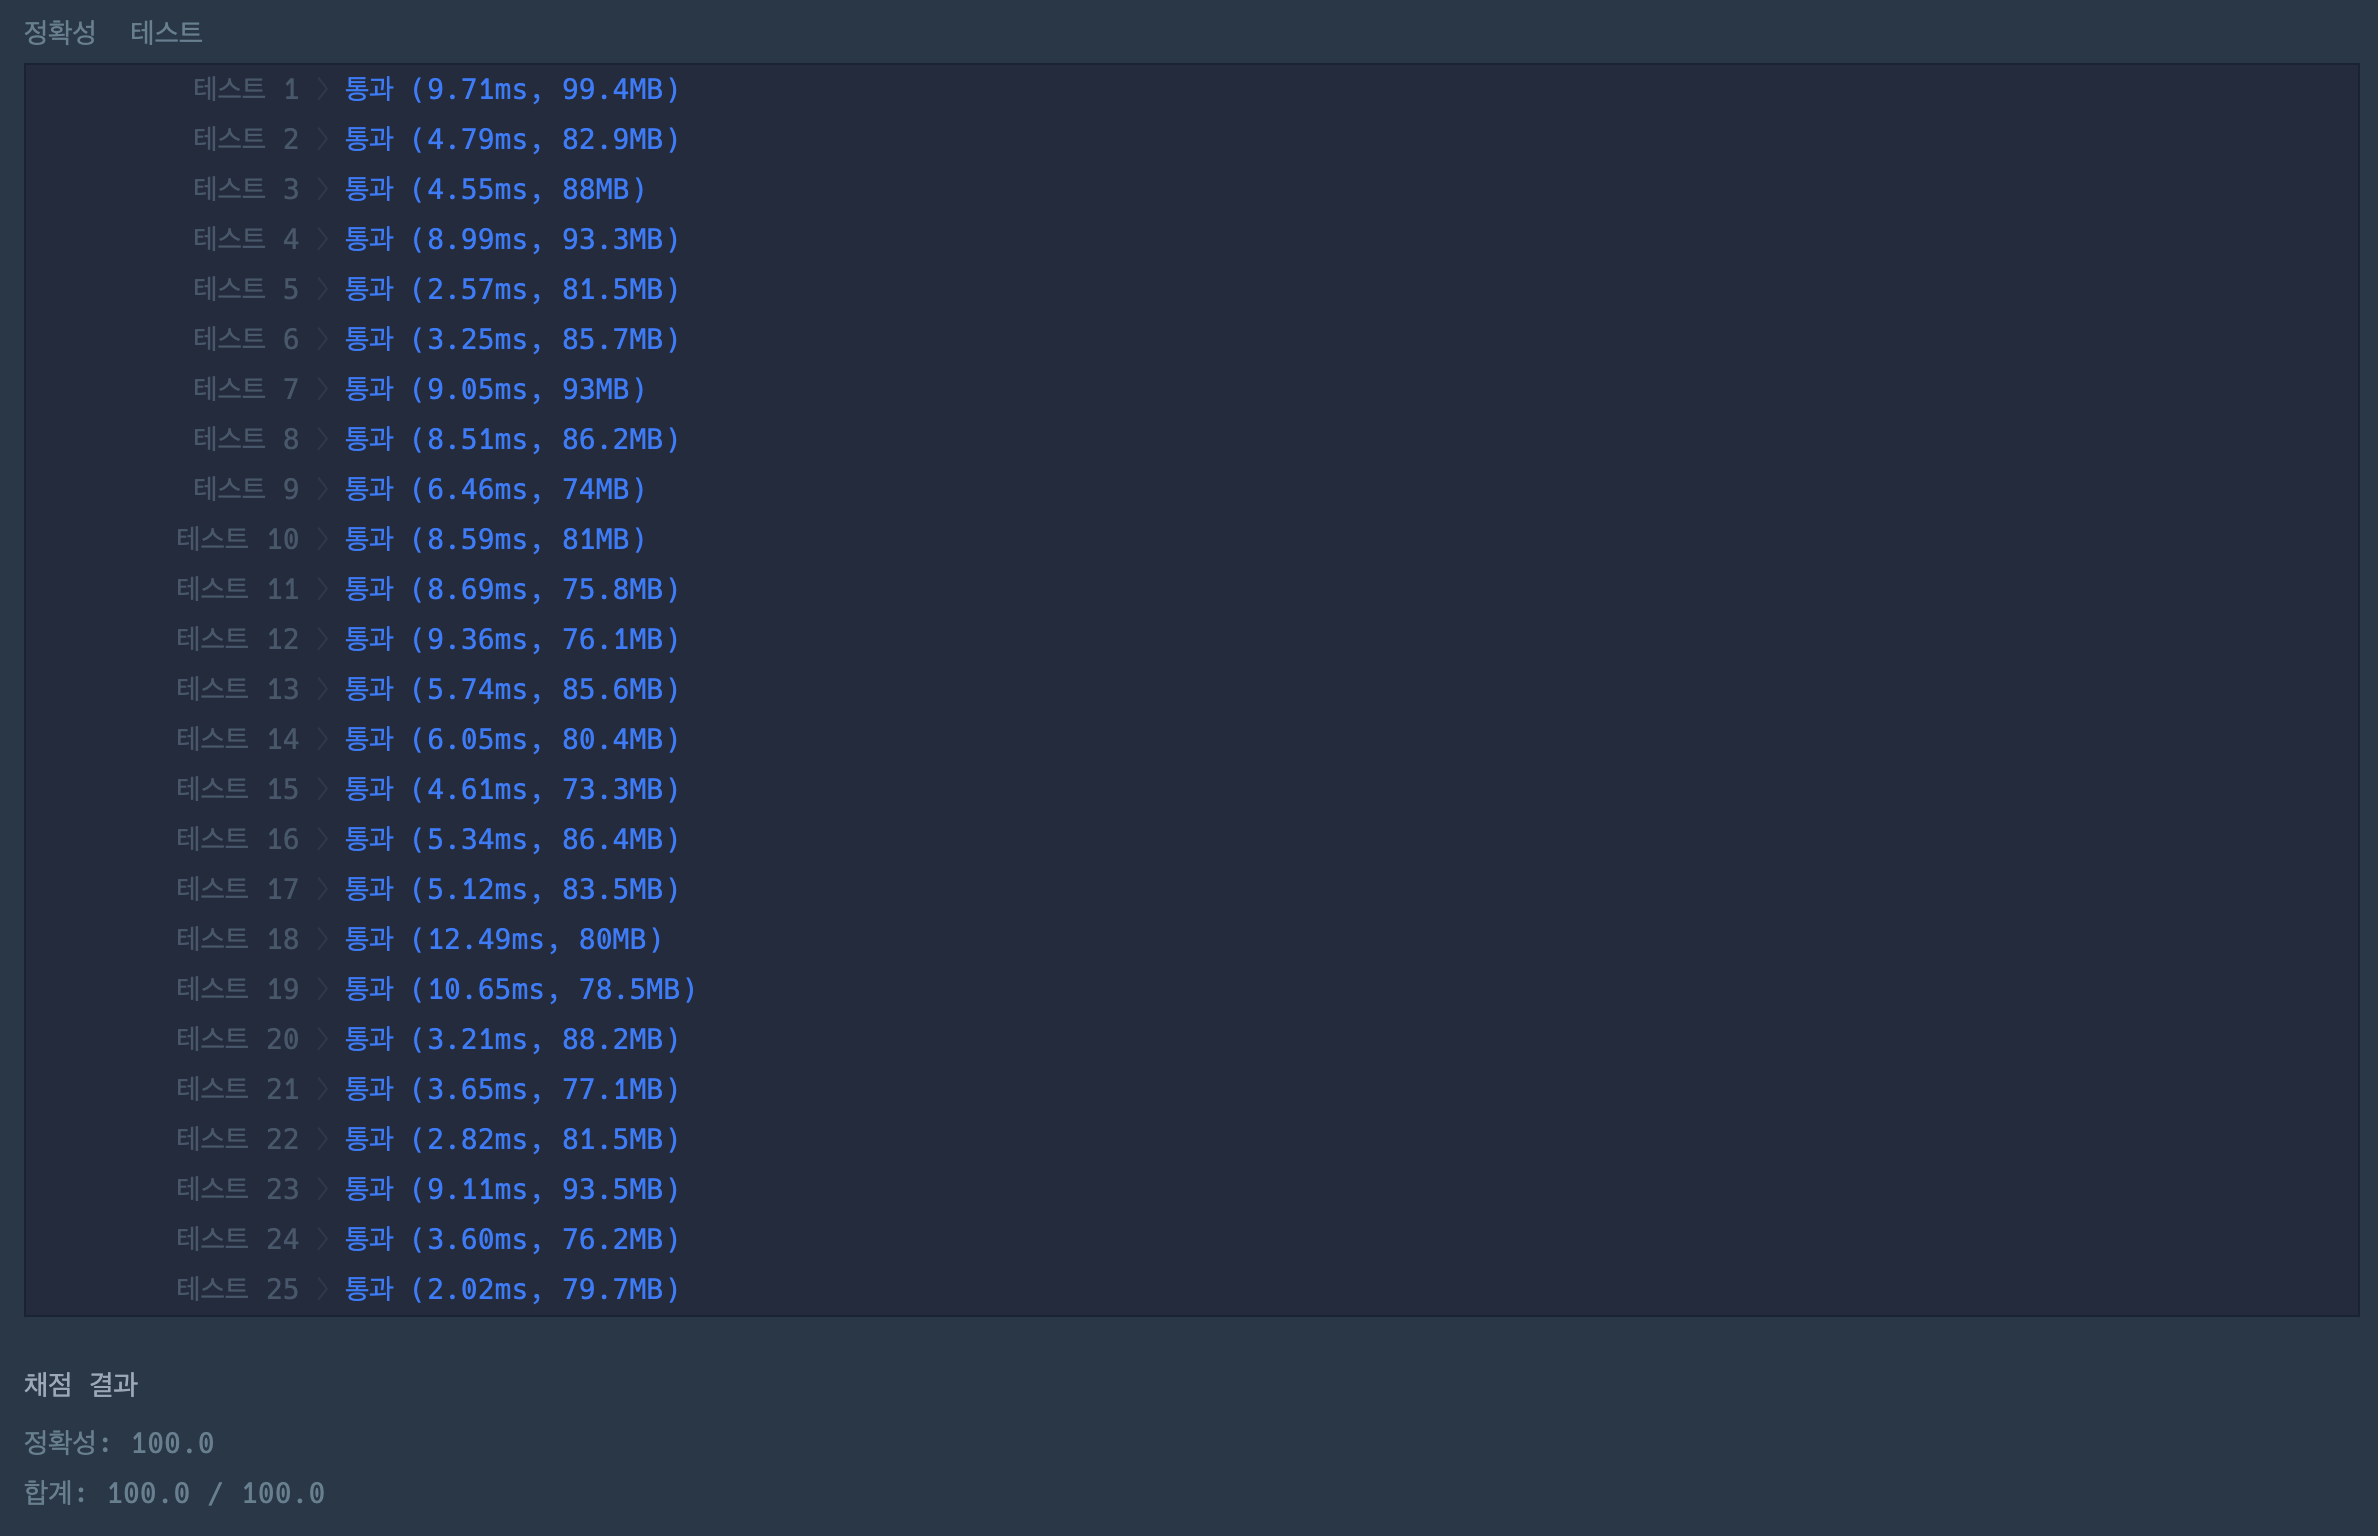 정확성 테스트
테스트 1 〉 통과 (9.71ms, 99.4MB)
테스트 2 〉 통과 (4.79ms, 82.9MB)
테스트 3 〉 통과 (4.55ms, 88MB)
테스트 4 〉 통과 (8.99ms, 93.3MB)
테스트 5 〉 통과 (2.57ms, 81.5MB)
테스트 6 〉 통과 (3.25ms, 85.7MB)
테스트 7 〉 통과 (9.05ms, 93MB)
테스트 8 〉 통과 (8.51ms, 86.2MB)
테스트 9 〉 통과 (6.46ms, 74MB)
테스트 10 〉 통과 (8.59ms, 81MB)
테스트 11 〉 통과 (8.69ms, 75.8MB)
테스트 12 〉 통과 (9.36ms, 76.1MB)
테스트 13 〉 통과 (5.74ms, 85.6MB)
테스트 14 〉 통과 (6.05ms, 80.4MB)
테스트 15 〉 통과 (4.61ms, 73.3MB)
테스트 16 〉 통과 (5.34ms, 86.4MB)
테스트 17 〉 통과 (5.12ms, 83.5MB)
테스트 18 〉 통과 (12.49ms, 80MB)
테스트 19 〉 통과 (10.65ms, 78.5MB)
테스트 20 〉 통과 (3.21ms, 88.2MB)
테스트 21 〉 통과 (3.65ms, 77.1MB)
테스트 22 〉 통과 (2.82ms, 81.5MB)
테스트 23 〉 통과 (9.11ms, 93.5MB)
테스트 24 〉 통과 (3.60ms, 76.2MB)
테스트 25 〉 통과 (2.02ms, 79.7MB)
채점 결과
정확성: 100.0
합계: 100.0 / 100.0